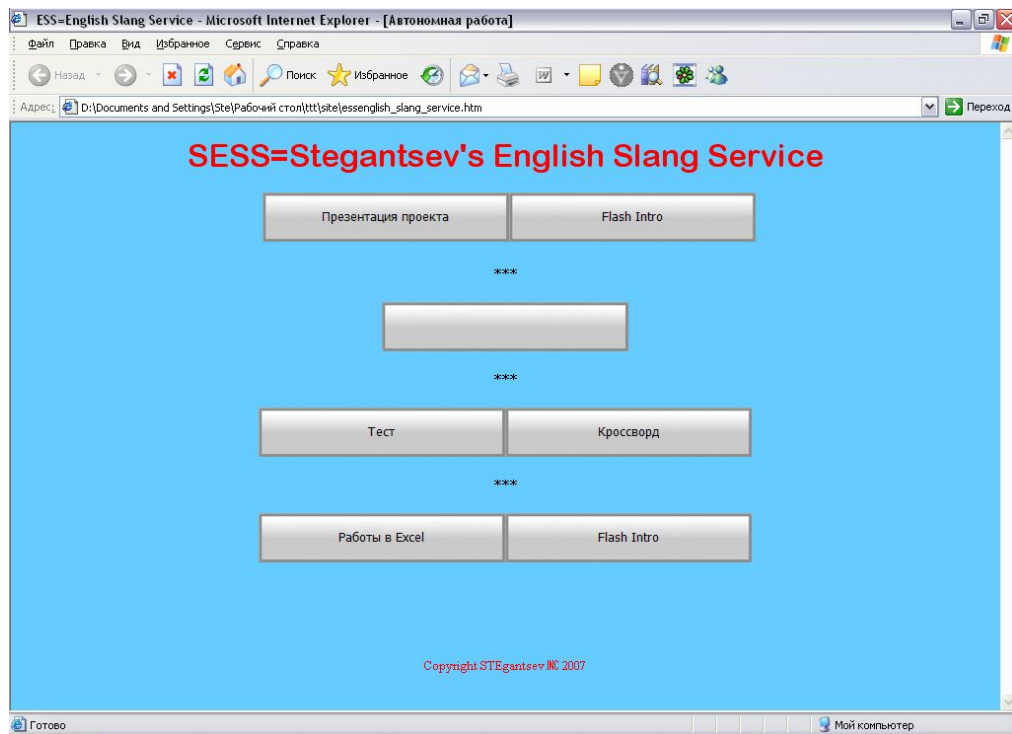 ESS=English Slang Service - Microsoft Internet Explorer - [Автономная работа]
Файл Правка Вид Избранное Сервис Справка
Назад Поиск Избранное
Адрес: D:\Documents and Settings\Ste\Рабочий стол\ttt\site\essenglish_slang_service.htm Переход
SESS=Stegantsev's English Slang Service
Презентация проекта Flash Intro
***
***
Тест Кроссворд
***
Работы в Excel Flash Intro
Copyright STEgantsev INC 2007
Готово Мой компьютер